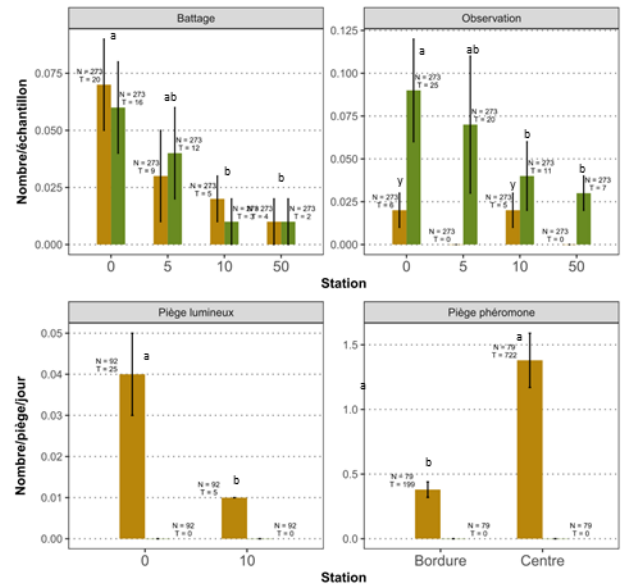 Battage
Observation
Nombre/échantillon
0.075
0.050
0.025
0.000
a
N = 273
T = 20
N = 273
T = 16
ab
N = 273
T = 9
N = 273
T = 12
b
N = 273
T = 5
b
T = 4
N = 273
T = 2
0
5
10
50
Station
0.125
0.100
0.075
0.050
0.025
0.000
y
N = 273
T = 6
a
N = 273
T = 25
N = 273
T = 0
ab
N = 273
T = 20
y
N = 273
T = 5
b
N = 273
T = 11
N = 273
T = 0
b
N = 273
T = 7
0
5
10
50
Station
Piège lumineux
Piège phéromone
Nombre/piège/jour
0.05
0.04
0.03
0.02
0.01
0.00
N = 92
T = 25
a
N = 92
T = 0
N = 92
T = 5
b
N = 92
T = 0
0
10
Station
a
1.5
1.0
0.5
0.0
N = 79
T = 199
b
N = 79
T = 0
N = 79
T = 722
a
N = 79
T = 0
Bordure
Centre
Station